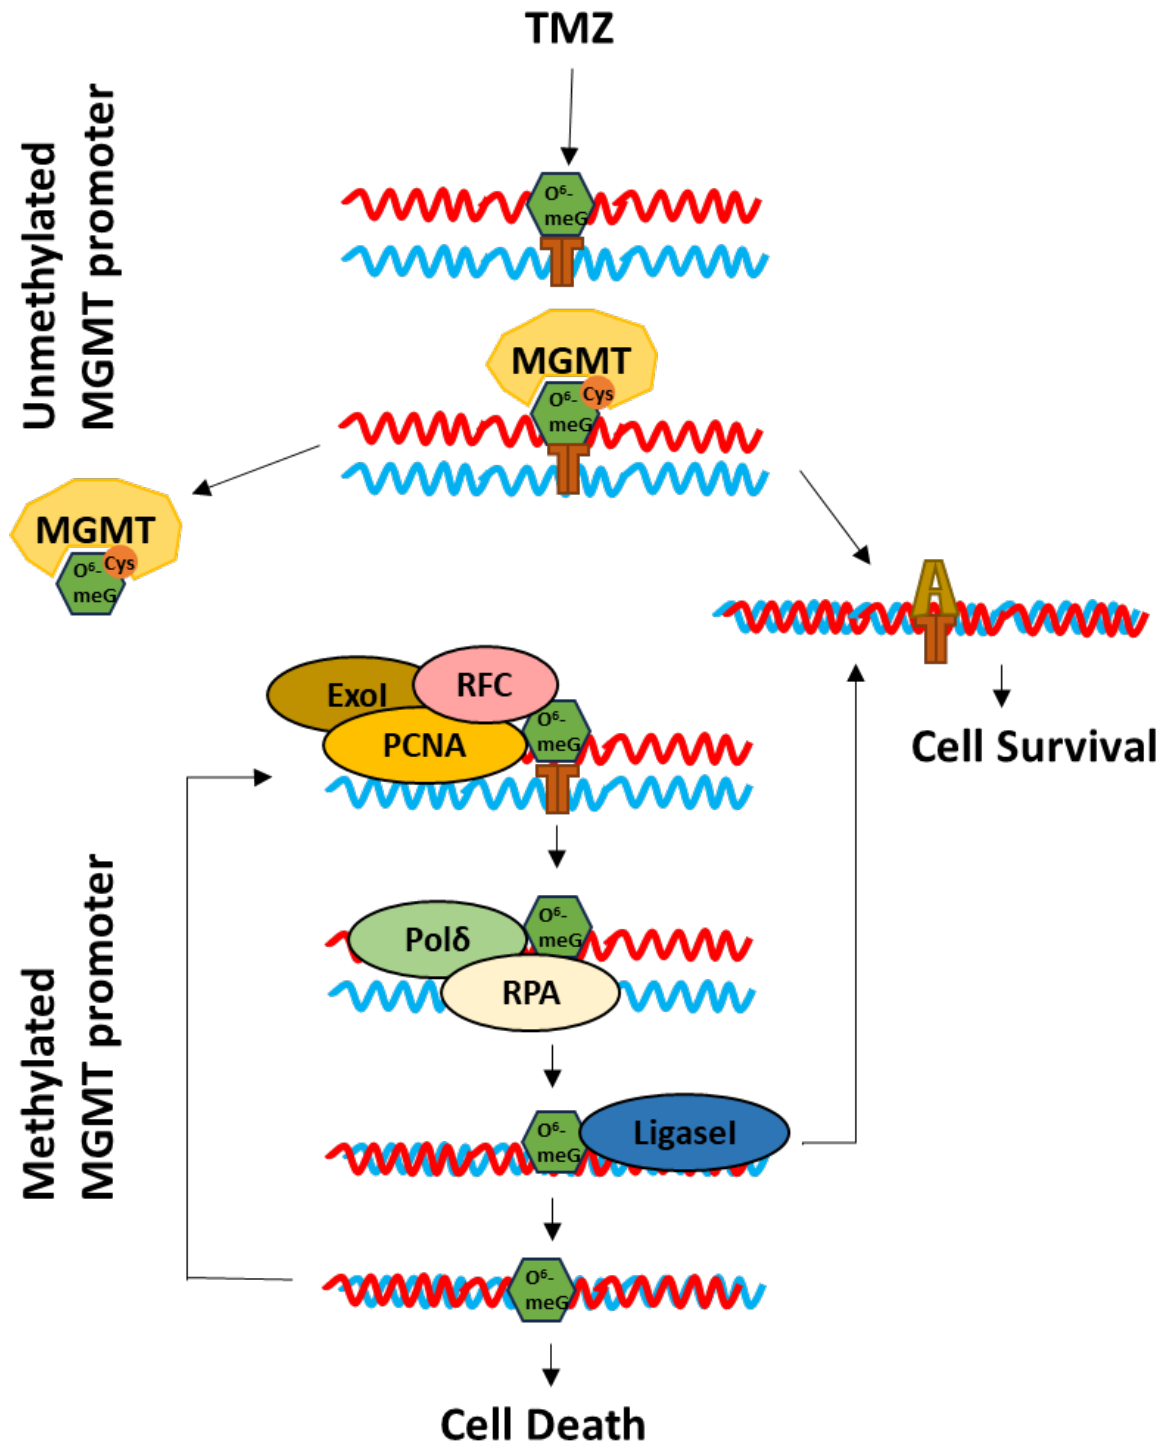 TMZ
Unmethylated
MGMT promoter
O⁶-
meG
T
MGMT
O⁶-
Cys
meG
T
MGMT
O⁶-
Cys
meG
A
T
Cell Survival
ExoI
RFC
PCNA
O⁶-
meG
T
Methylated
MGMT promoter
Polδ
O⁶-
meG
RPA
O⁶-
meG
LigaseI
O⁶-
meG
Cell Death